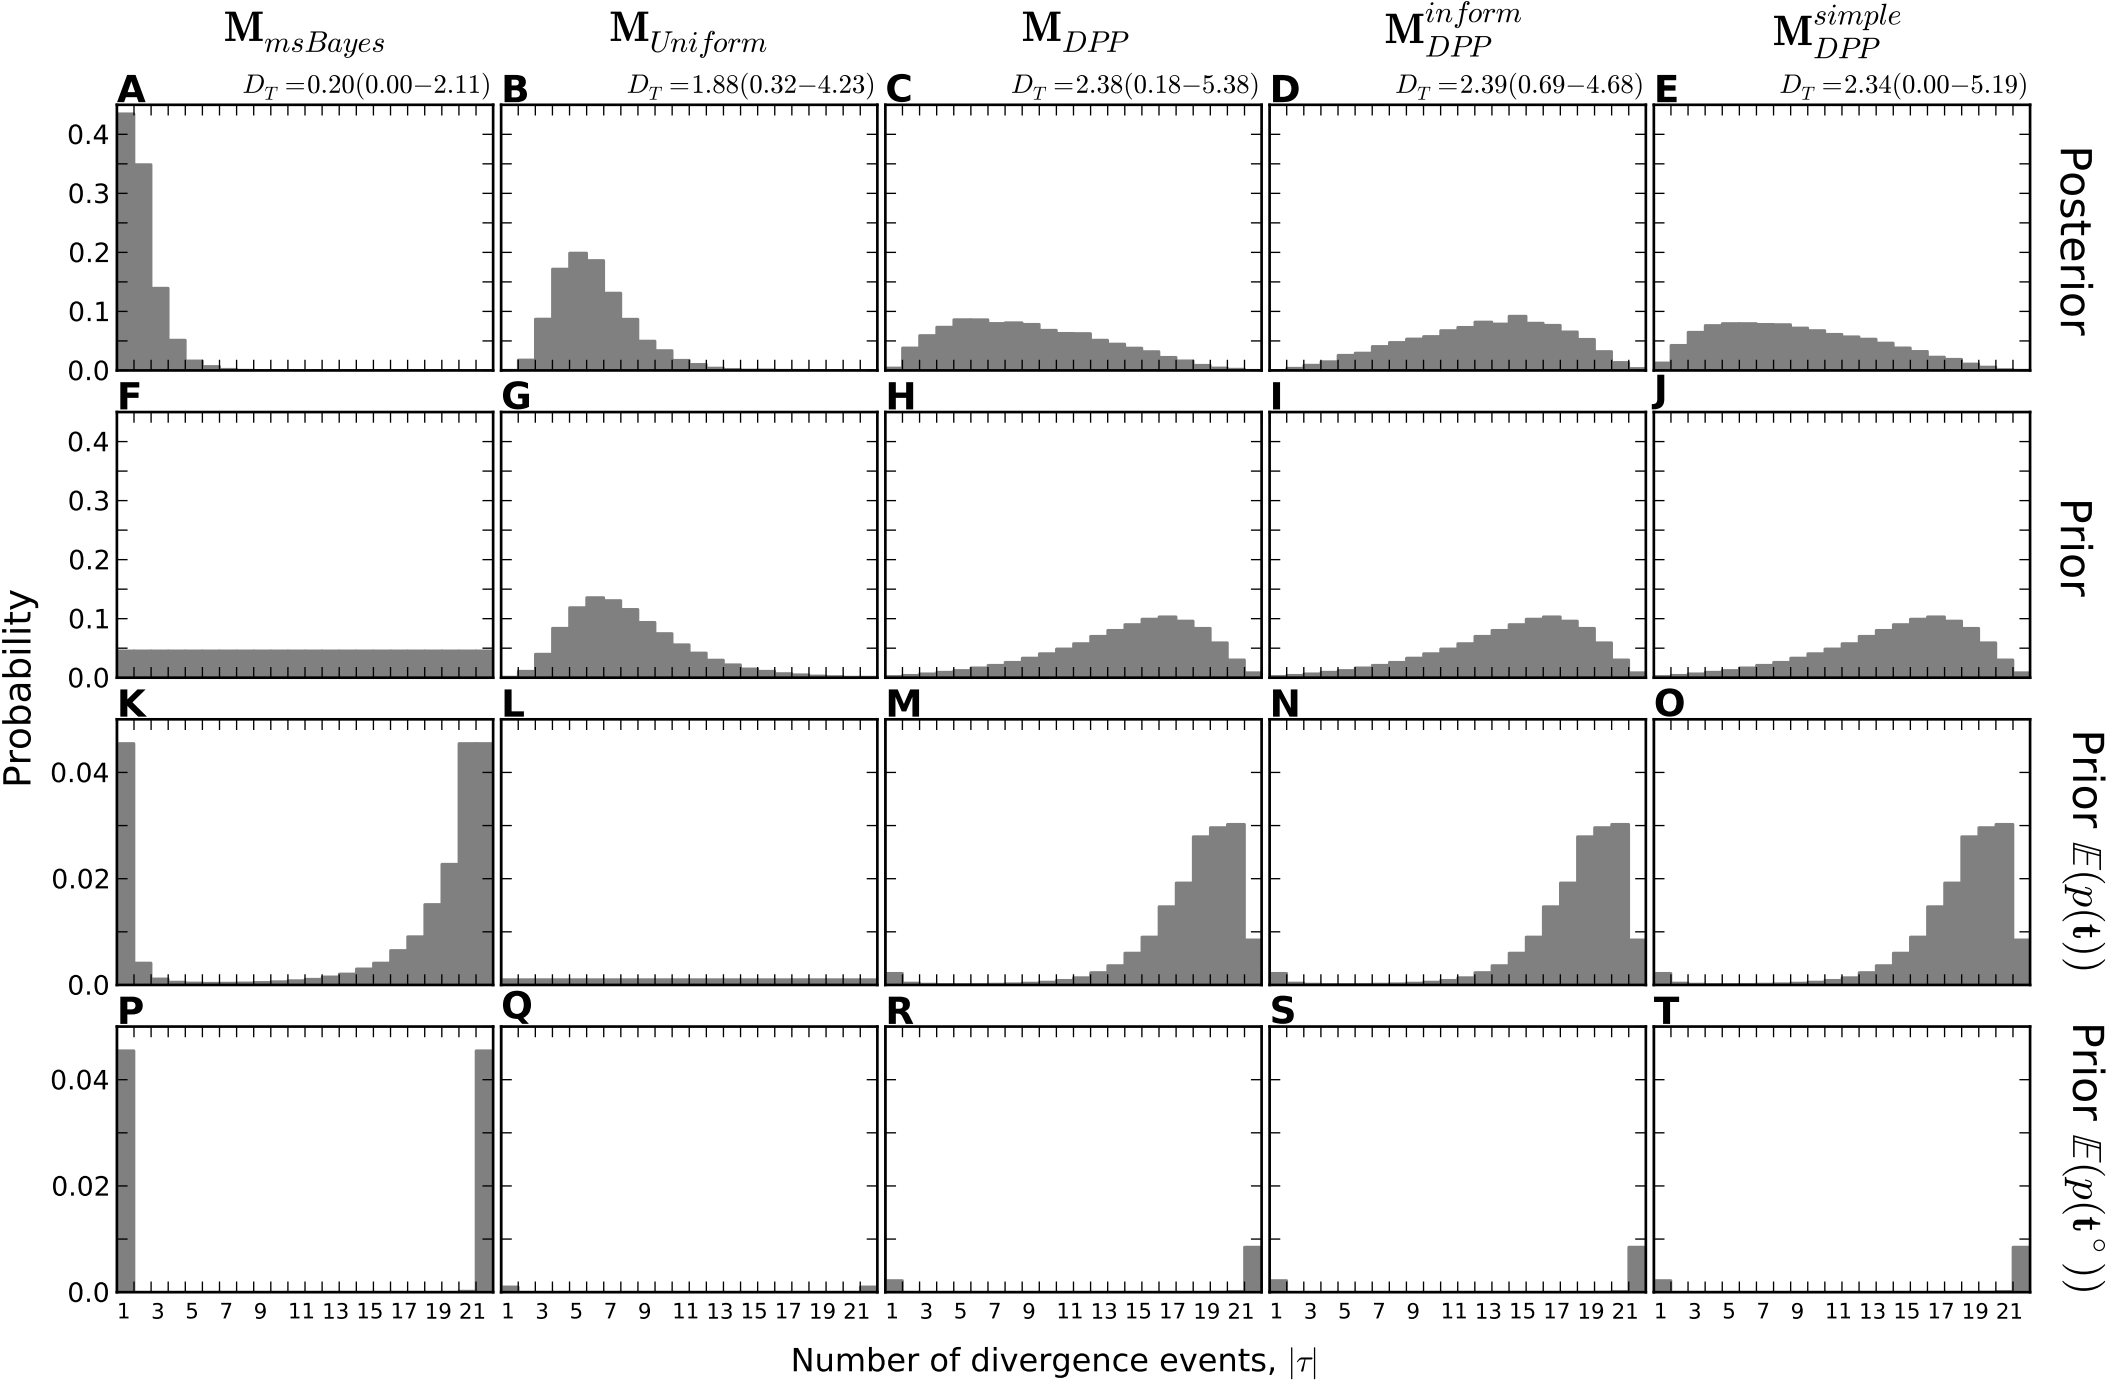 M_msBayes M_Uniform M_DPP M^inform_DPP M^simple_DPP
A D_T=0.20(0.00−2.11) B D_T=1.88(0.32−4.23) C D_T=2.38(0.18−5.38) D D_T=2.39(0.69−4.68) E D_T=2.34(0.00−5.19)
0.4
0.3
0.2
0.1
0.0
Posterior
F G H I J
0.4
0.3
0.2
0.1
0.0
Prior
Probability
K L M N O
0.04
0.02
0.0
Prior 𝔼(p(t))
P Q R S T
0.04
0.02
0.0
Prior 𝔼(p(t°))
1 3 5 7 9 11 13 15 17 19 21 1 3 5 7 9 11 13 15 17 19 21 1 3 5 7 9 11 13 15 17 19 21 1 3 5 7 9 11 13 15 17 19 21 1 3 5 7 9 11 13 15 17 19 21
Number of divergence events, |τ|